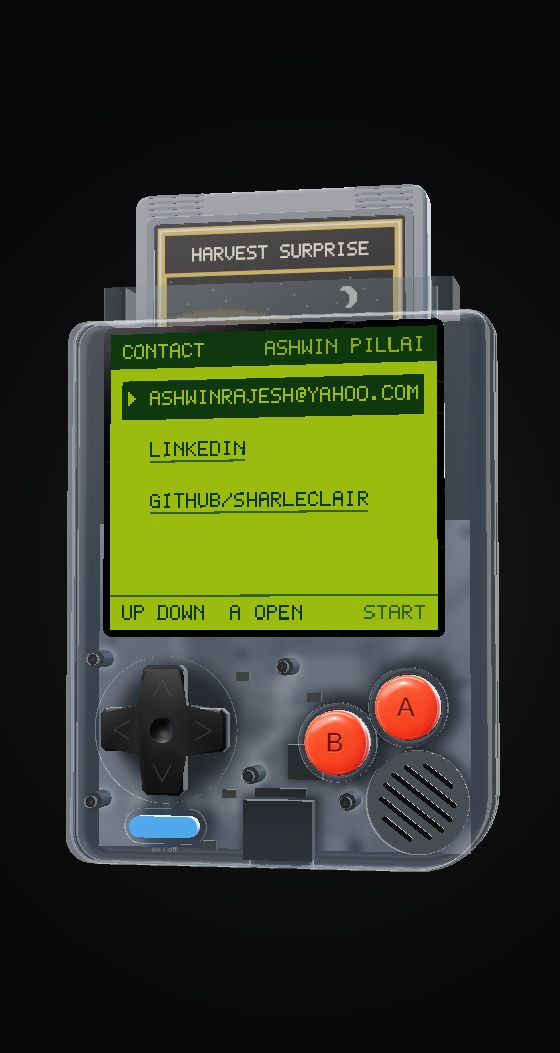 HARVEST SURPRISE
CONTACT ASHWIN PILLAI
ASHWINRAJESH@YAHOO.COM
LINKEDIN
GITHUB/SHARLECLAIR
UP DOWN A OPEN START
A
B
on / off